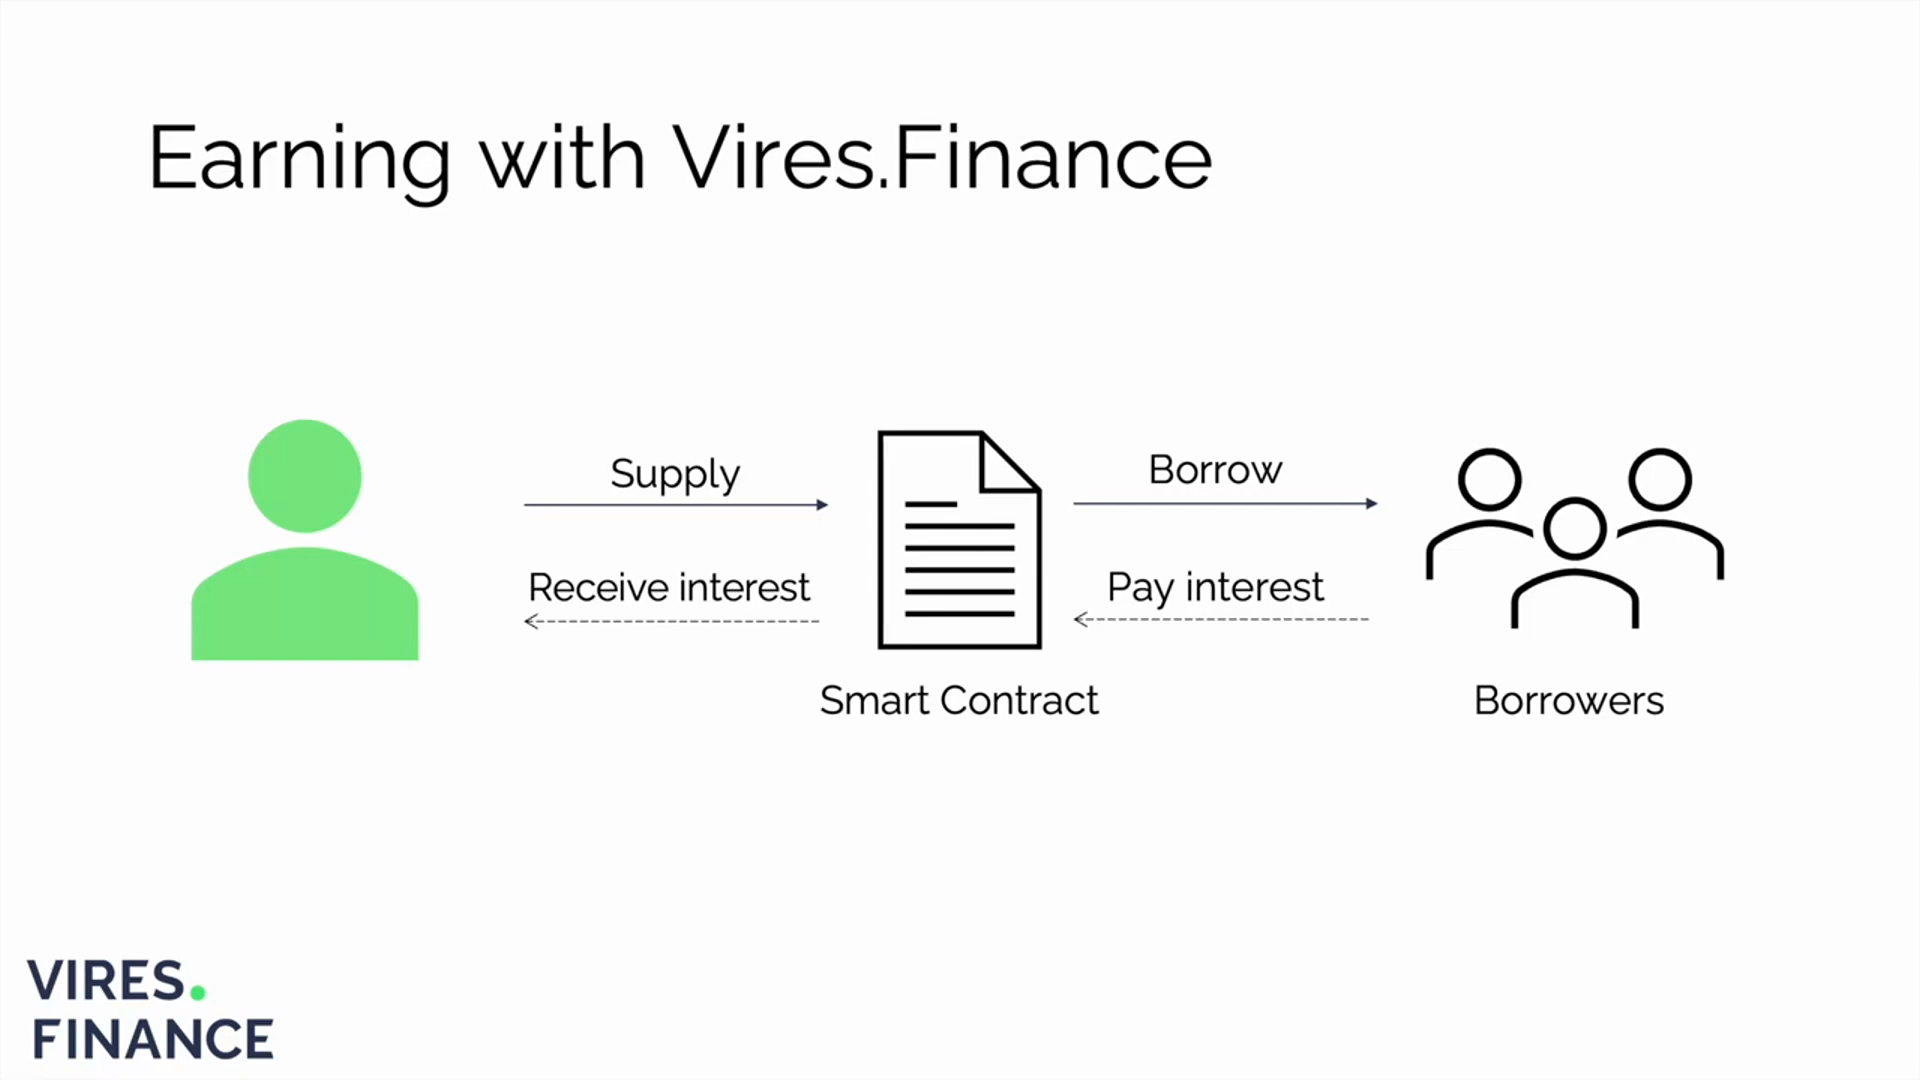 Earning with Vires.Finance
Supply
Borrow
Receive interest
Pay interest
Smart Contract
Borrowers
VIRES.
FINANCE